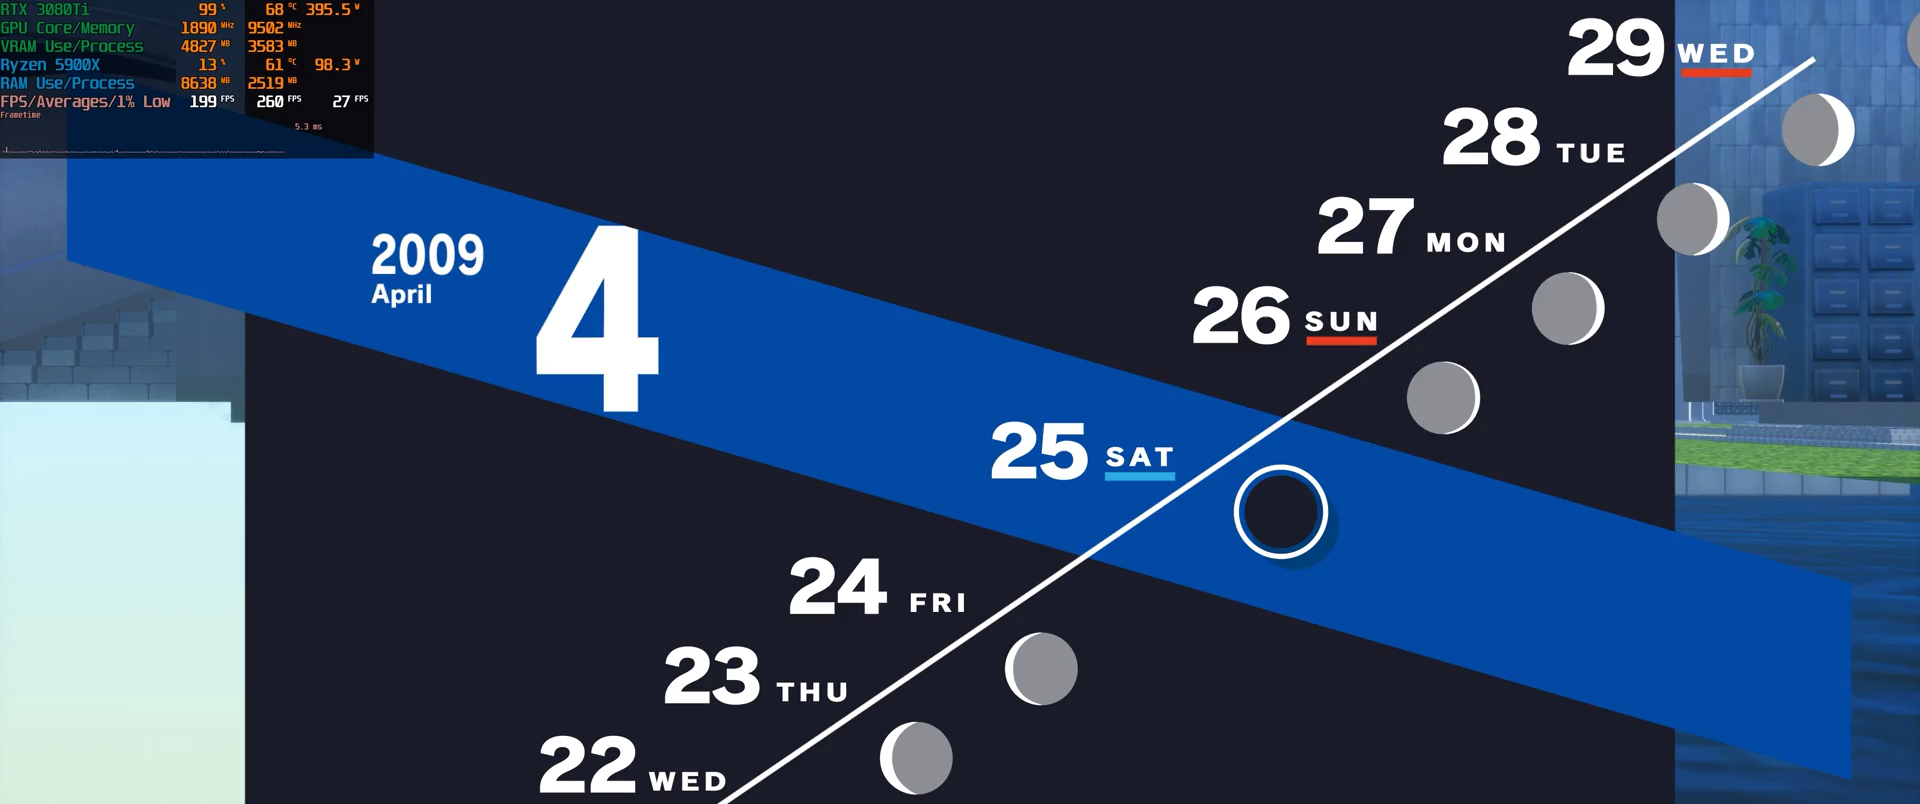 RTX 3080Ti 99 % 68 °C 395.5 W
GPU Core/Memory 1890 MHz 9502 MHz
VRAM Use/Process 4827 MB 3583 MB
Ryzen 5900X 13 % 61 °C 98.3 W
RAM Use/Process 8638 MB 2519 MB
FPS/Averages/1% Low 199 FPS 260 FPS 27 FPS
Frametime
5.3 ms
2009
April
4
29 WED
28 TUE
27 MON
26 SUN
25 SAT
24 FRI
23 THU
22 WED